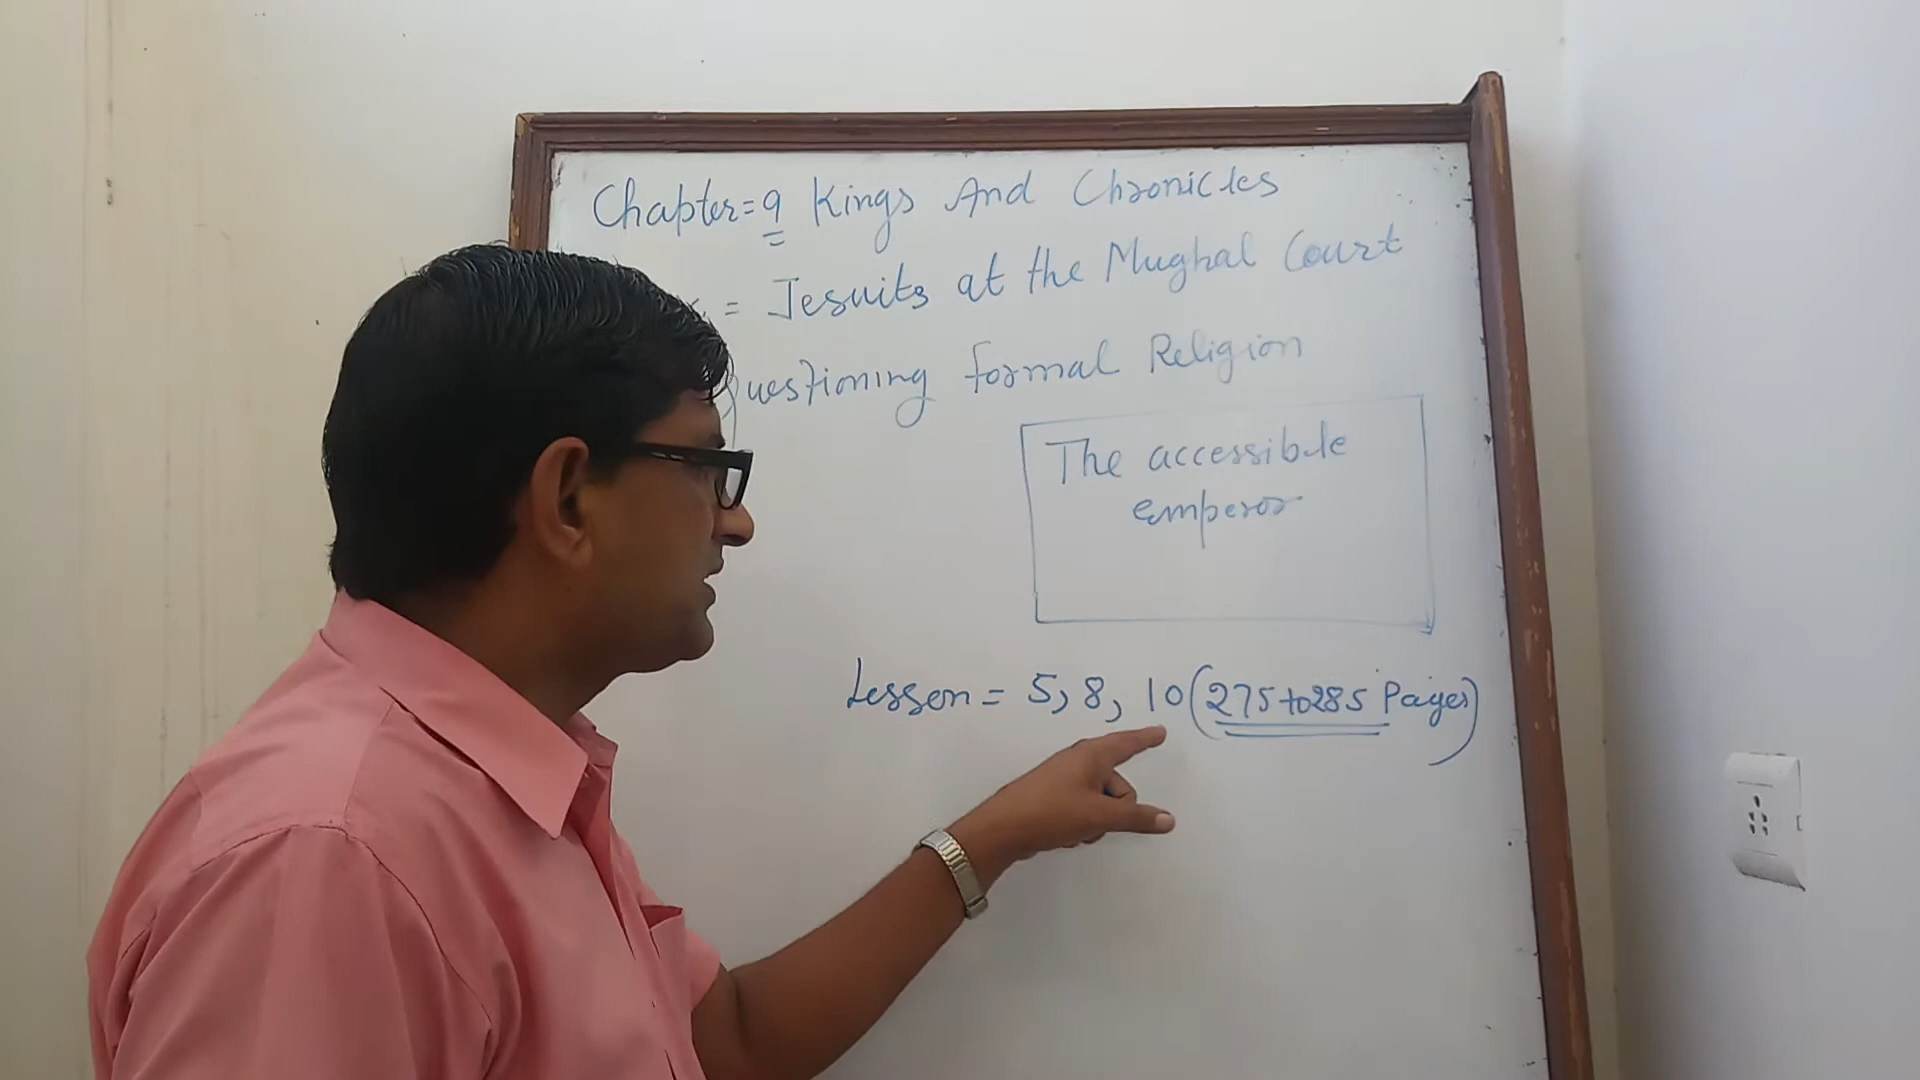 Chapter=9 Kings And Chronicles
= Jesuits at the Mughal Court
Questioning formal Religion
The accessible
emperor
Lesson = 5, 8, 10 (275 to 285 Pages)